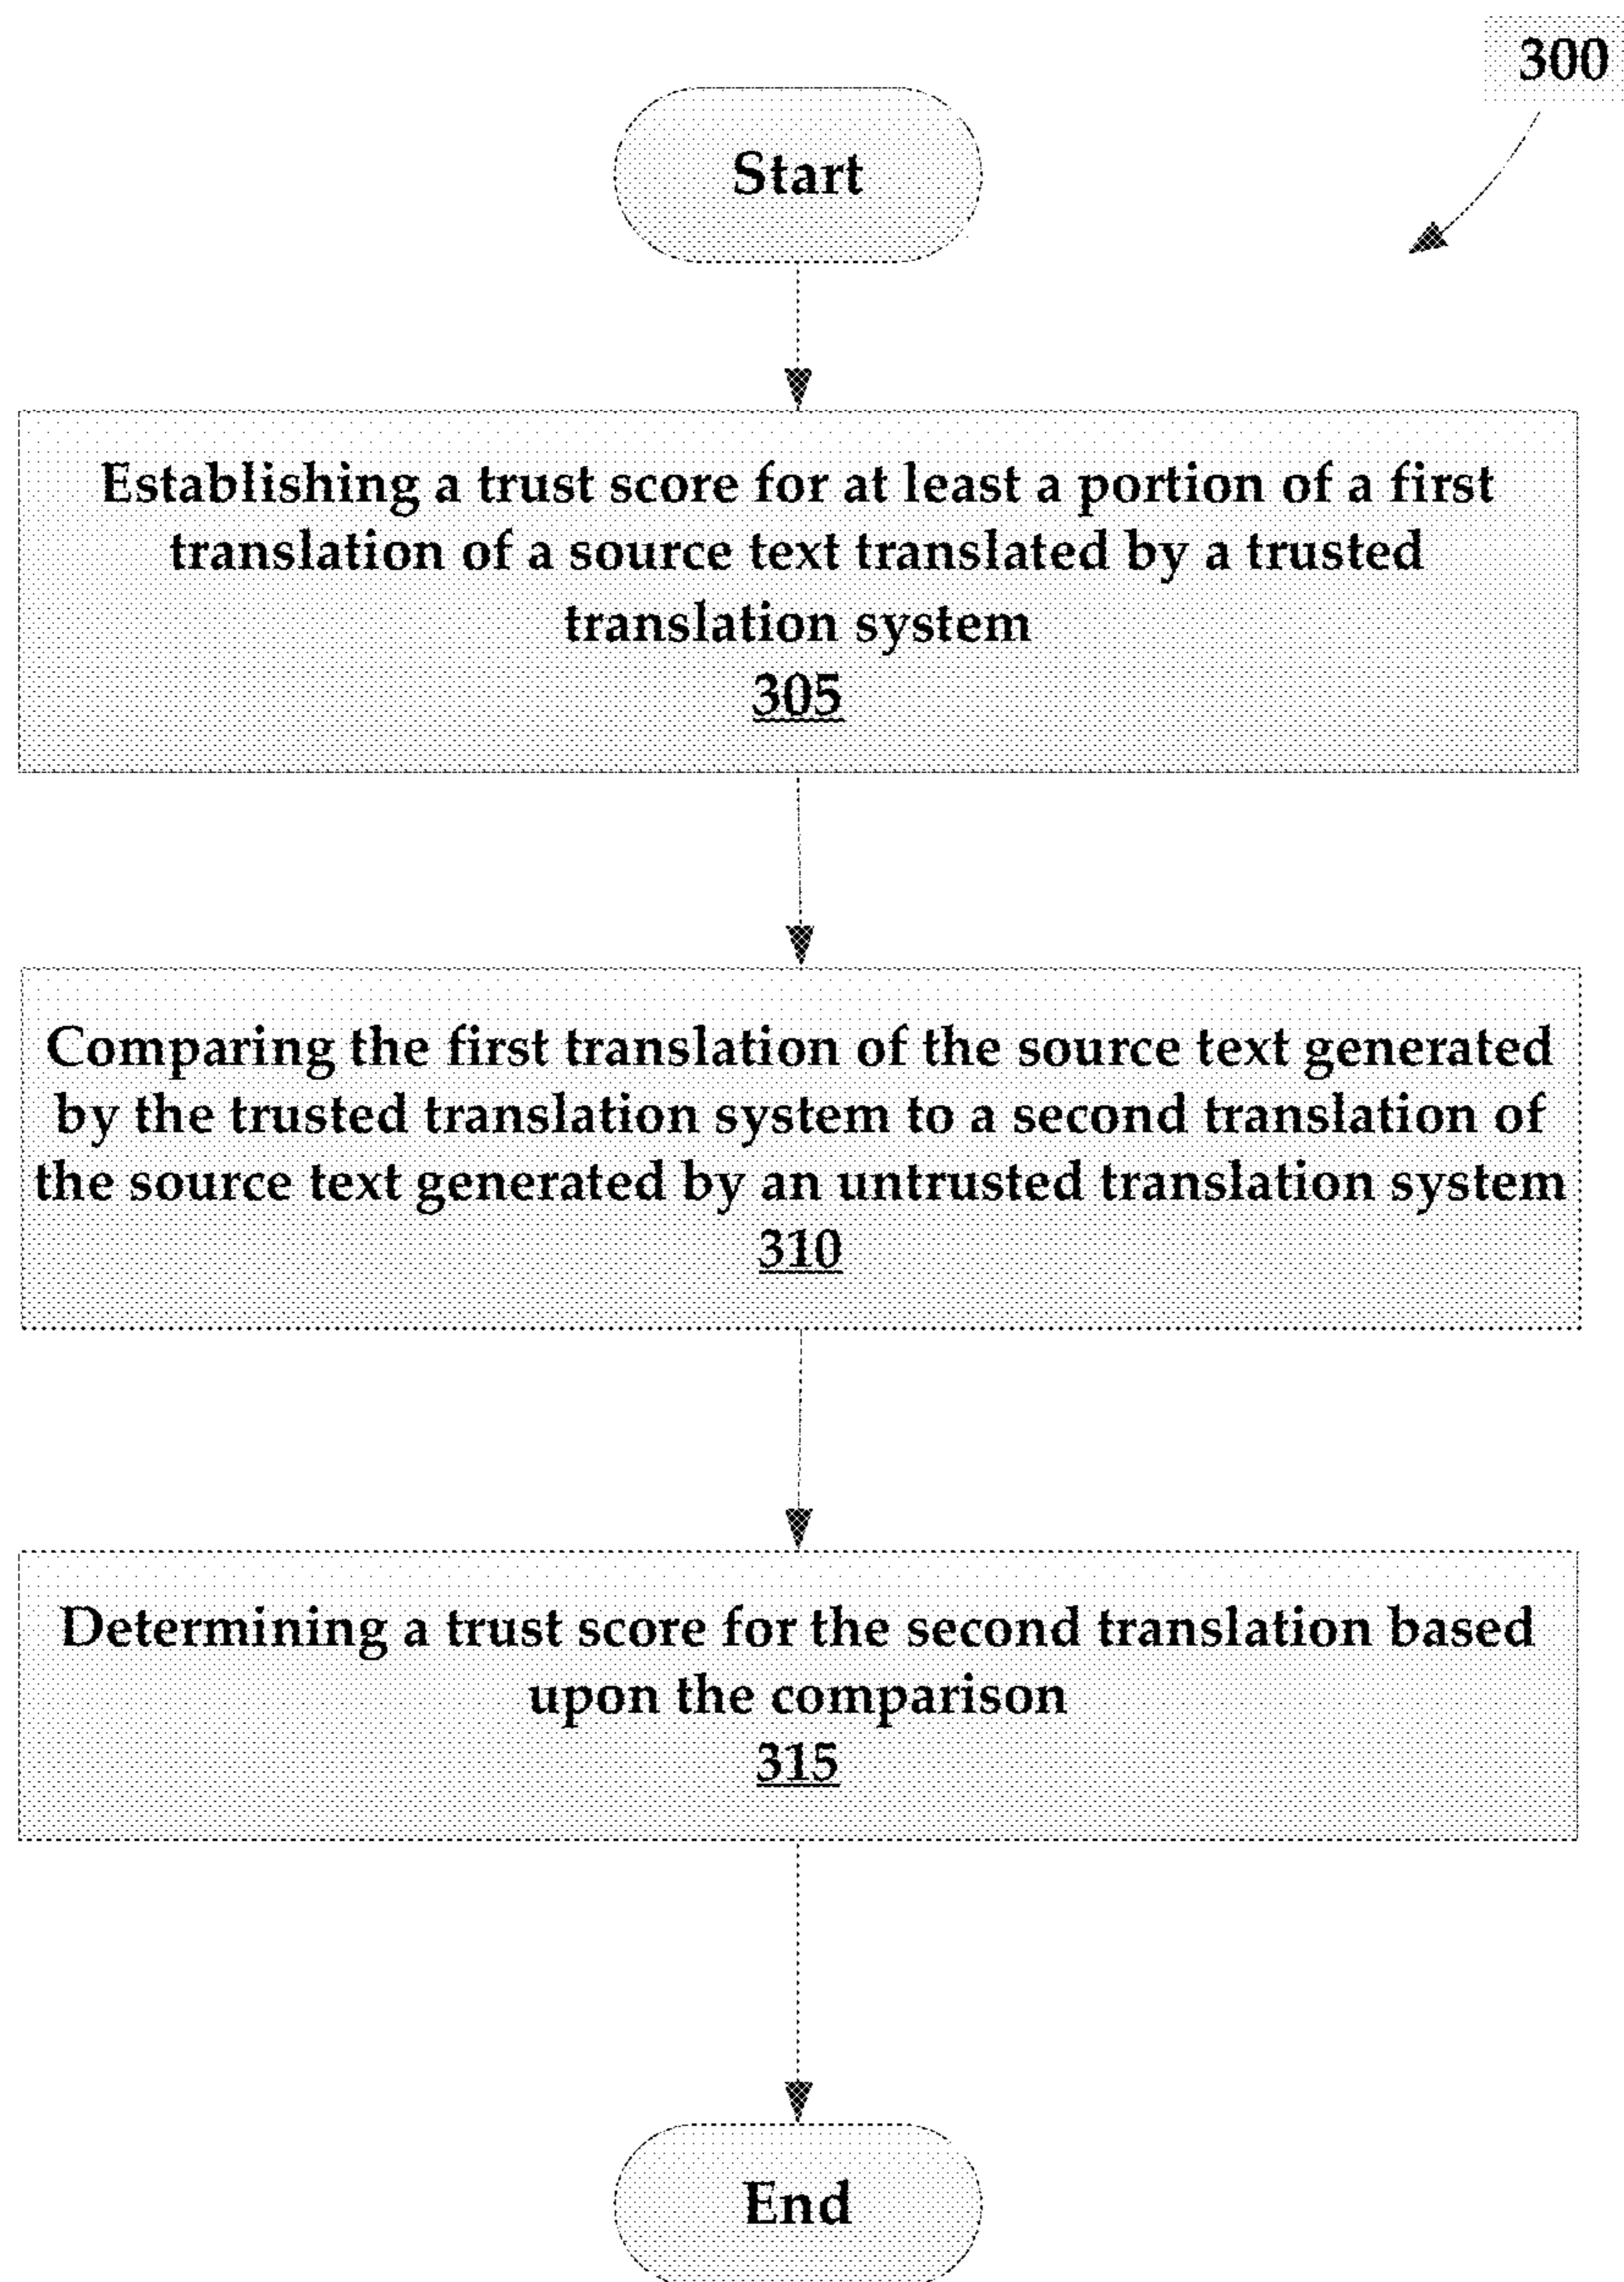 300
Start
Establishing a trust score for at least a portion of a first
translation of a source text translated by a trusted
translation system
305
Comparing the first translation of the source text generated
by the trusted translation system to a second translation of
the source text generated by an untrusted translation system
310
Determining a trust score for the second translation based
upon the comparison
315
End